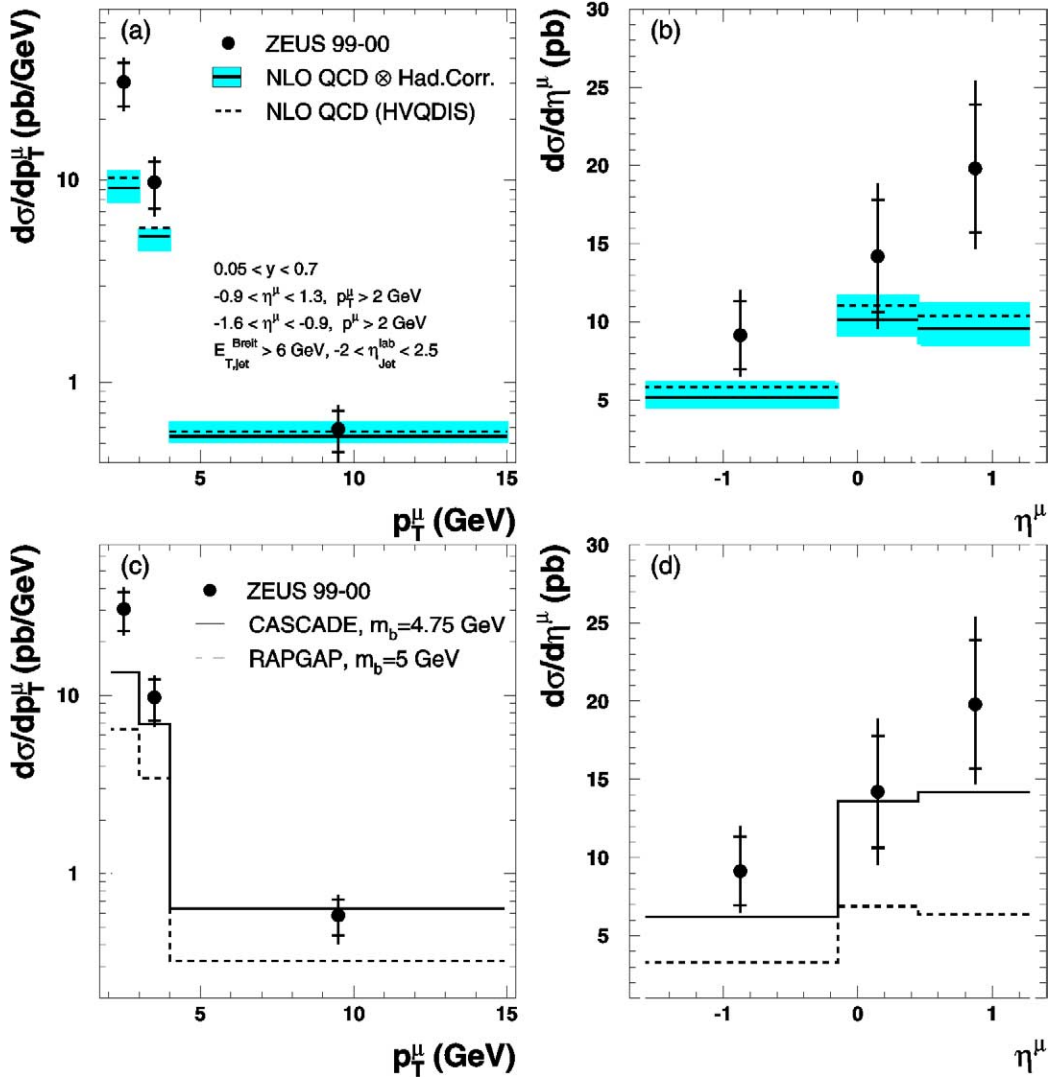 (a)
ZEUS 99-00
NLO QCD ⊗ Had.Corr.
NLO QCD (HVQDIS)
dσ/dp_T^μ (pb/GeV)
10
1
0.05 < y < 0.7
-0.9 < η^μ < 1.3, p_T^μ > 2 GeV
-1.6 < η^μ < -0.9, p^μ > 2 GeV
E_T,jet^Breit > 6 GeV, -2 < η_Jet^lab < 2.5
5 10 15
p_T^μ (GeV)
(b)
dσ/dη^μ (pb)
30
25
20
15
10
5
-1 0 1
η^μ
(c)
ZEUS 99-00
CASCADE, m_b=4.75 GeV
RAPGAP, m_b=5 GeV
dσ/dp_T^μ (pb/GeV)
10
1
5 10 15
p_T^μ (GeV)
(d)
dσ/dη^μ (pb)
30
25
20
15
10
5
-1 0 1
η^μ